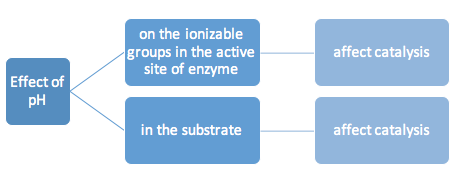 Effect of
pH
on the ionizable
groups in the active
site of enzyme
affect catalysis
in the substrate
affect catalysis